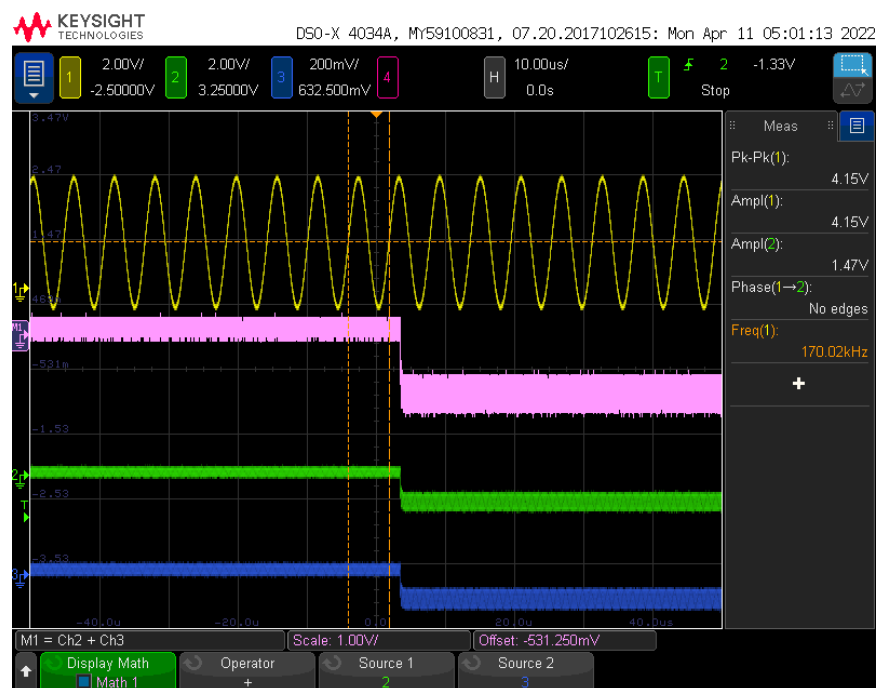 KEYSIGHT
TECHNOLOGIES
DSO-X 4034A, MY59100831, 07.20.2017102615: Mon Apr 11 05:01:13 2022
1 2.00V/ 2 2.00V/ 3 200mV/ 4 H 10.00us/ T 2 -1.33V
-2.50000V 3.25000V 632.500mV 0.0s Stop
3.47V
2.47
1.47
-531m
-1.53
-2.53
-3.53
-40.0u -20.0u 0.0 20.0u 40.0us
1
M1
2
T
3
Meas
Pk-Pk(1):
4.15V
Ampl(1):
4.15V
Ampl(2):
1.47V
Phase(1→2):
No edges
Freq(1):
170.02kHz
+
M1 = Ch2 + Ch3 Scale: 1.00V/ Offset: -531.250mV
Display Math Operator Source 1 Source 2
Math 1 + 2 3